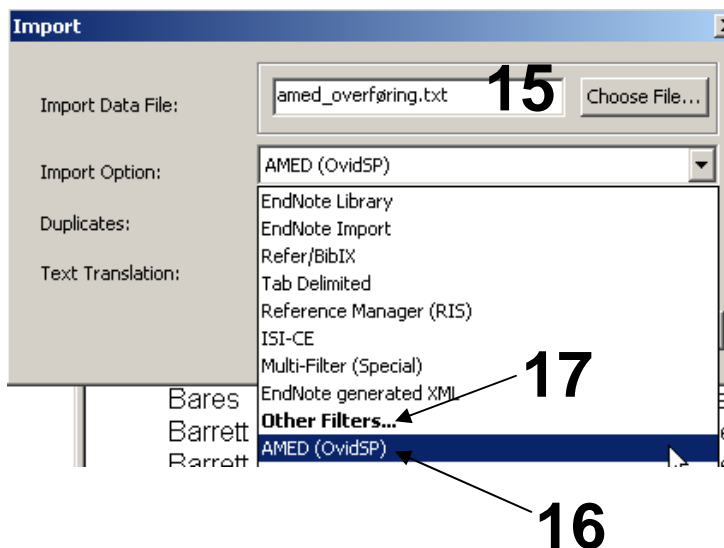 Import
Import Data File:
amed_overføring.txt
15
Choose File...
Import Option:
AMED (OvidSP)
Duplicates:
Text Translation:
EndNote Library
EndNote Import
Refer/BibIX
Tab Delimited
Reference Manager (RIS)
ISI-CE
Multi-Filter (Special)
EndNote generated XML
Other Filters...
AMED (OvidSP)
17
16
Bares
Barrett
Barrett